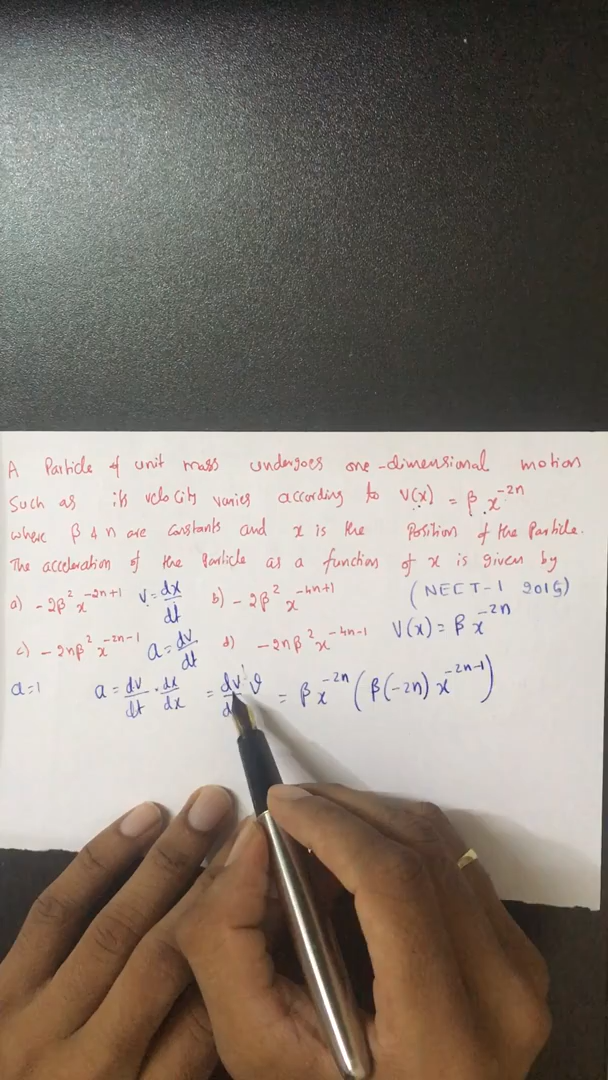 A Particle of unit mass undergoes one-dimensional motion
Such as its velocity varies according to V(x) = β x^{-2n}
where β & n are constants and x is the Position of the Particle.
The acceleration of the Particle as a function of x is given by
a) -2β² x^{-2n+1} V = dx/dt b) -2β² x^{-4n+1} (NECT-1 2015)
c) -2nβ² x^{-2n-1} a = dv/dt d) -2nβ² x^{-4n-1} V(x) = β x^{-2n}
a=1 a = dv/dt · dx/dx = dv v = β x^{-2n} (β(-2n) x^{-2n-1})